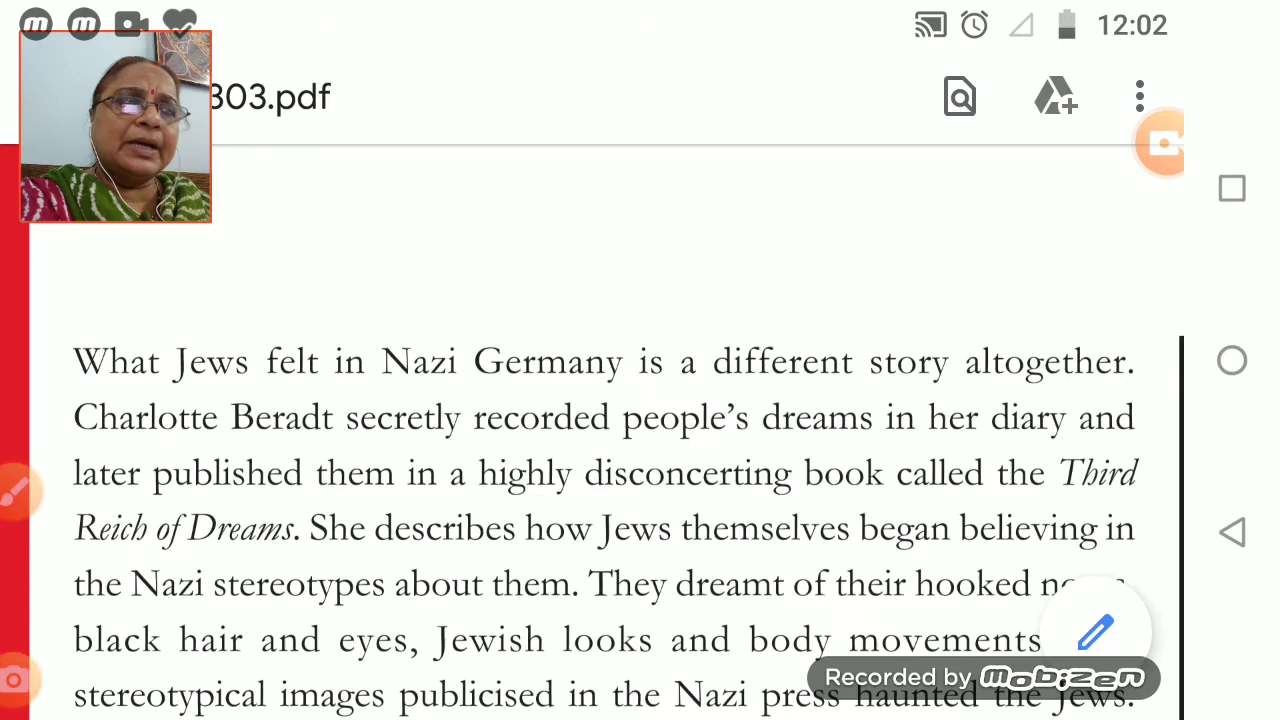 12:02
303.pdf
What Jews felt in Nazi Germany is a different story altogether.
Charlotte Beradt secretly recorded people's dreams in her diary and
later published them in a highly disconcerting book called the Third
Reich of Dreams. She describes how Jews themselves began believing in
the Nazi stereotypes about them. They dreamt of their hooked
black hair and eyes, Jewish looks and body movements
stereotypical images publicised in the Nazi press haunted the Jews.
Recorded by mobizen